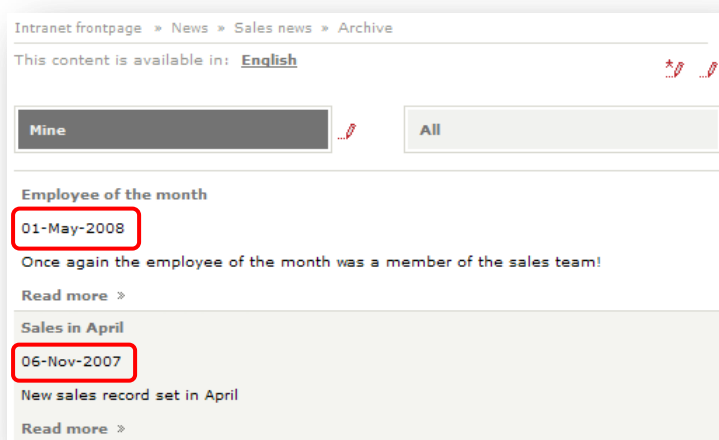 Intranet frontpage » News » Sales news » Archive
This content is available in: English
Mine
All
Employee of the month
01-May-2008
Once again the employee of the month was a member of the sales team!
Read more »
Sales in April
06-Nov-2007
New sales record set in April
Read more »